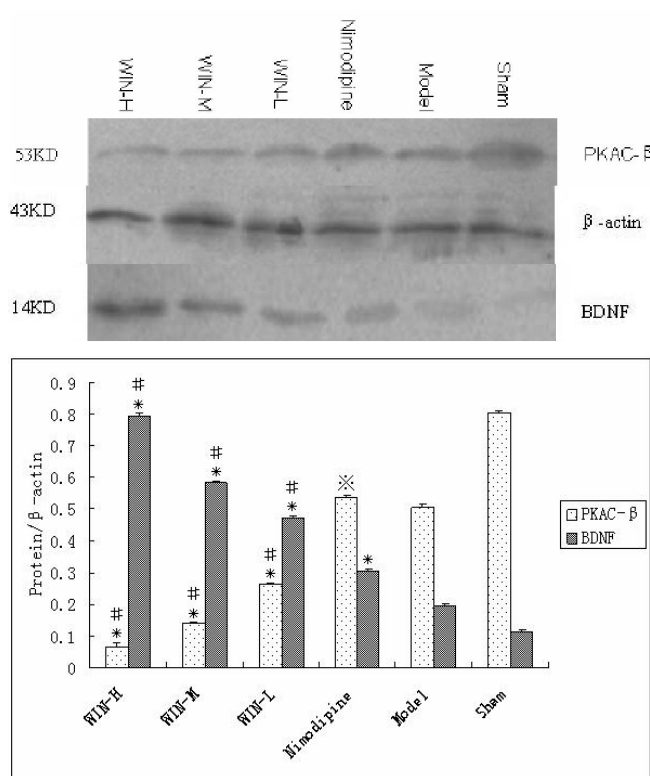 WIN-H WIN-M WIN-L Nimodipine Model Sham
53KD PKAC-β
43KD β-actin
14KD BDNF
Protein/β-actin
0.9
0.8
0.7
0.6
0.5
0.4
0.3
0.2
0.1
0
# * # * # * # * # * # * ※ *
PKAC-β
BDNF
WIN-H WIN-M WIN-L Nimodipine Model Sham